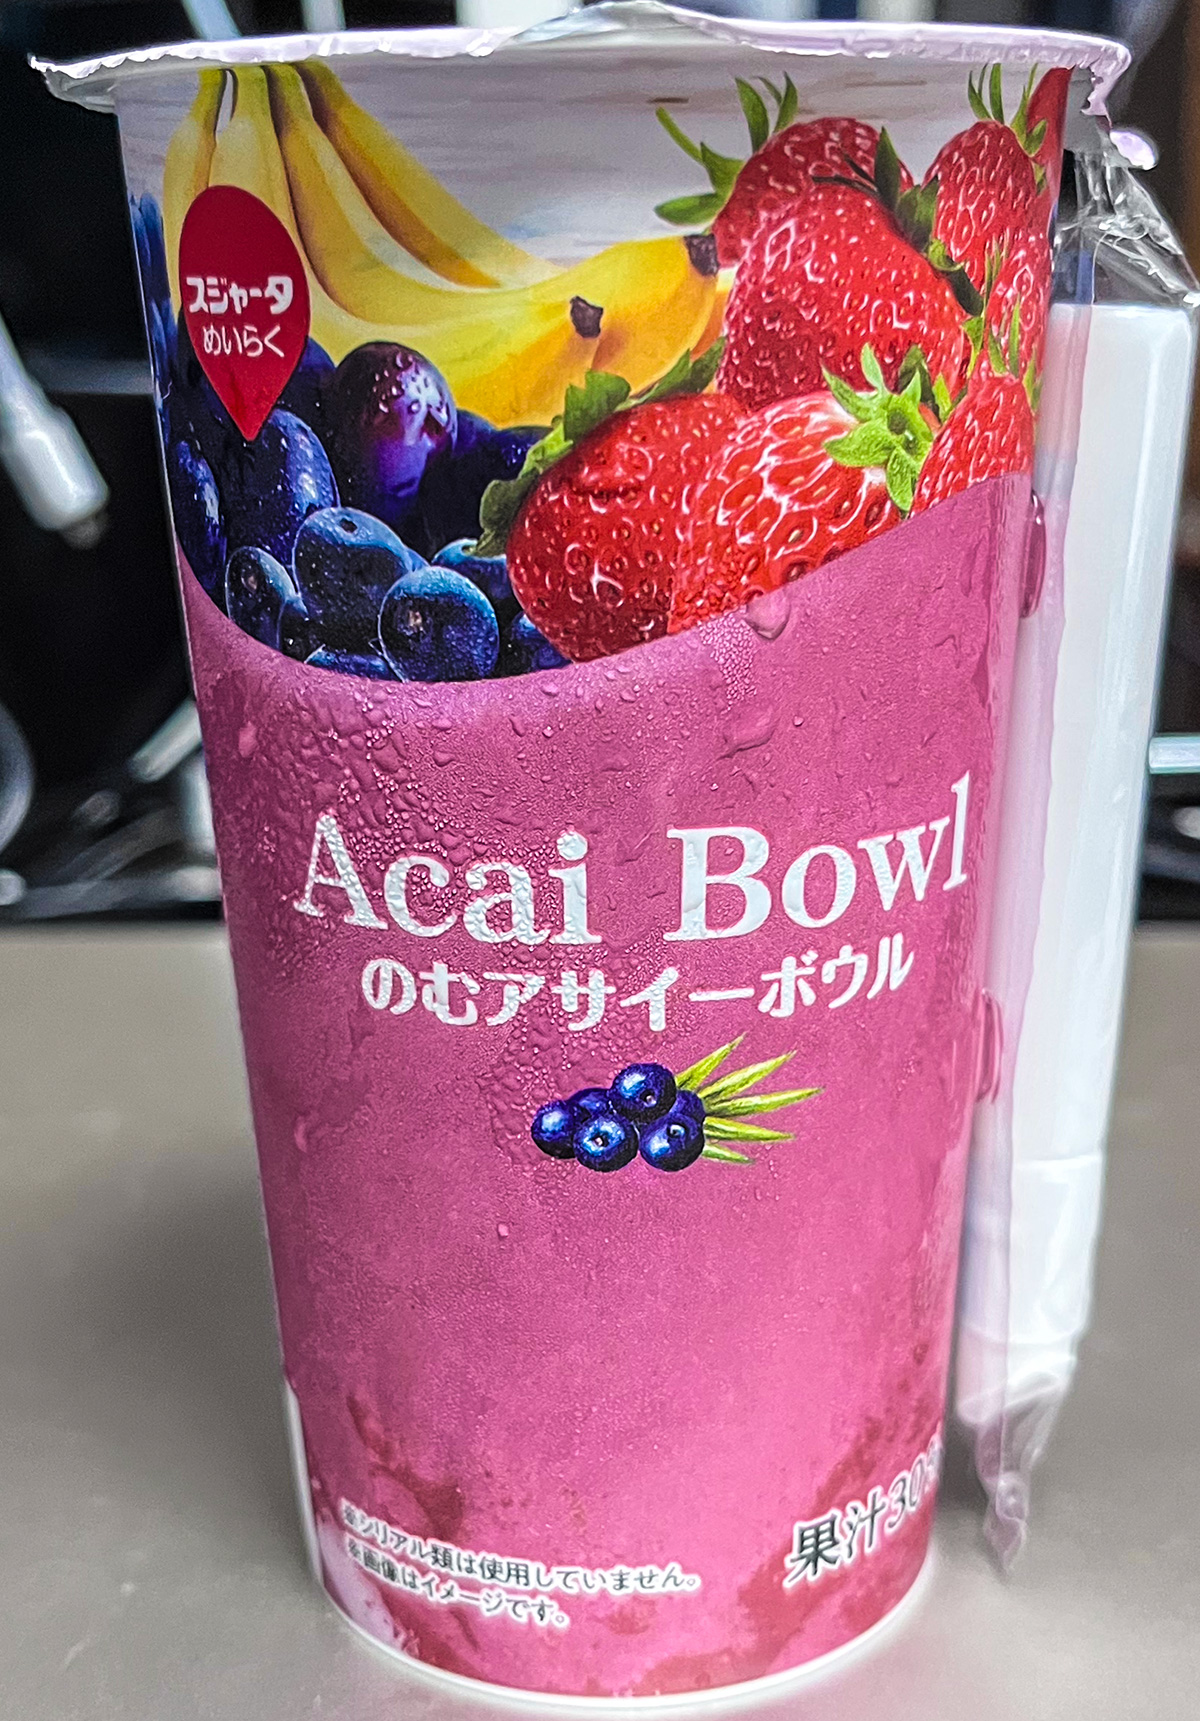 スジャータ
めいらく
Acai Bowl
のむアサイーボウル
※シリアル類は使用していません。
※画像はイメージです。
果汁30%